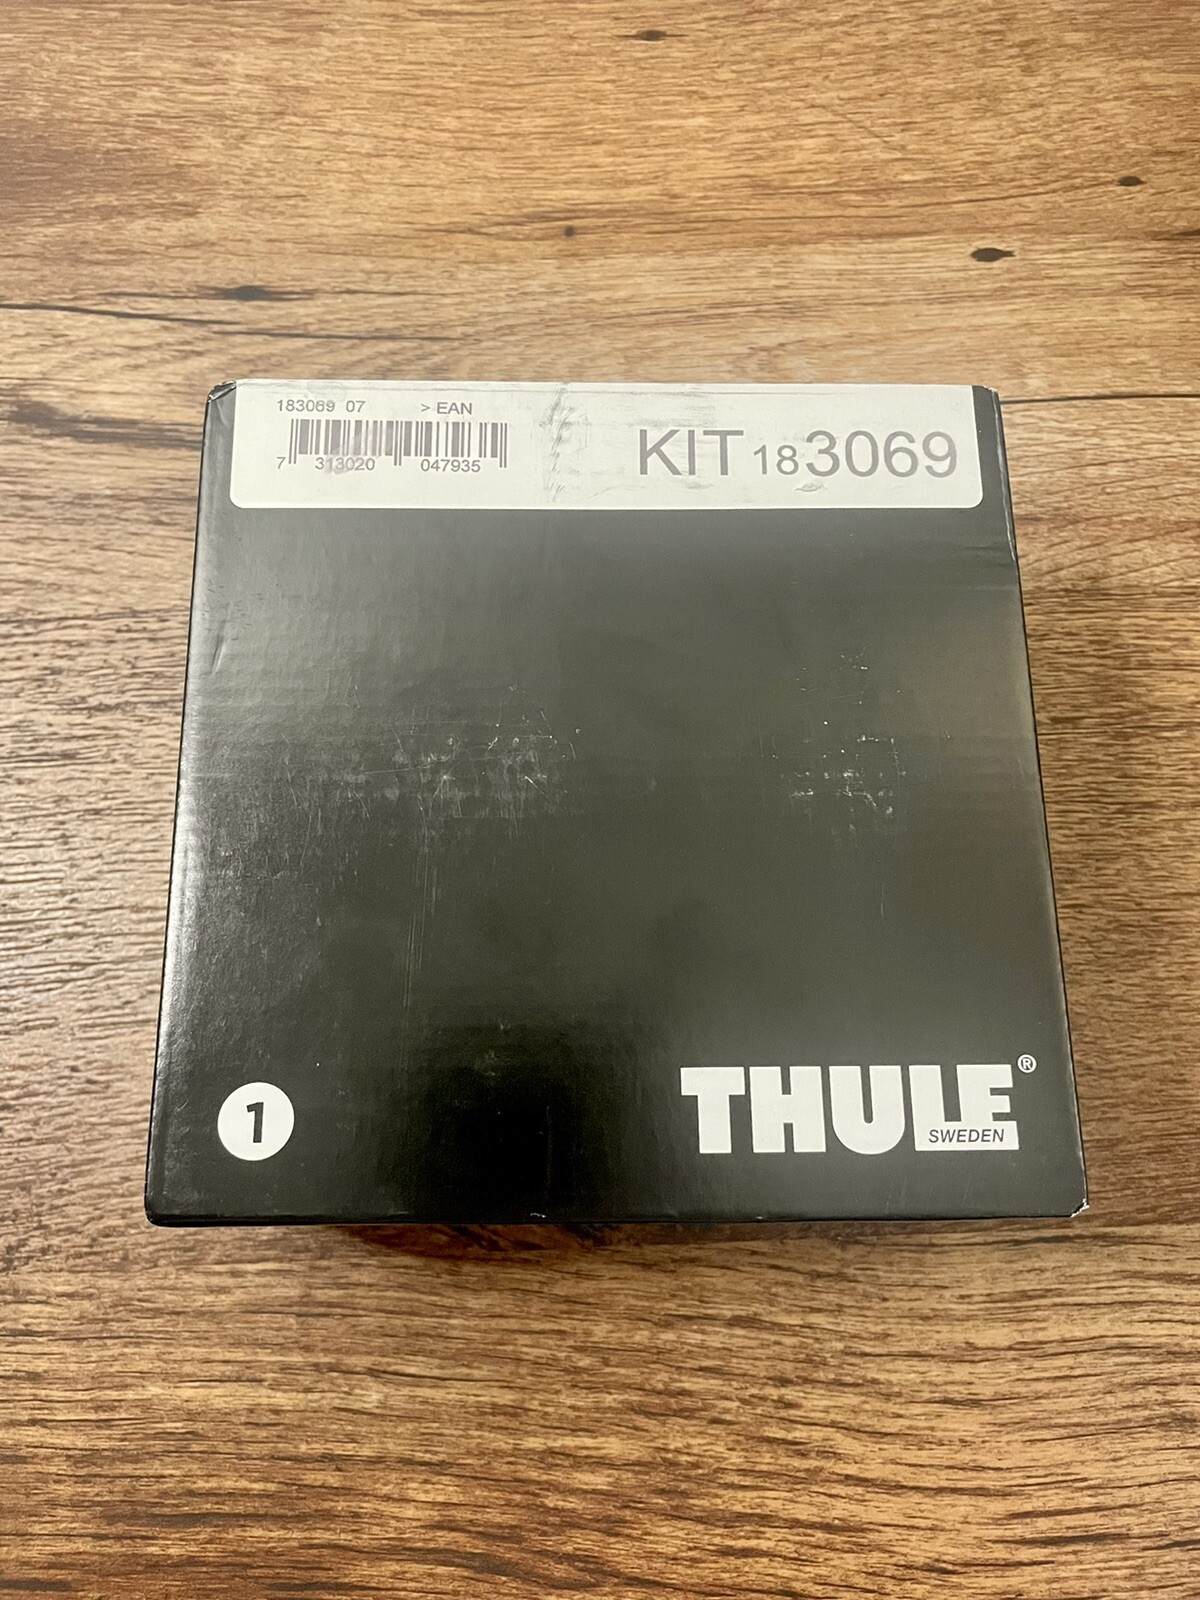 183069 07 > EAN
7 313020 047935
KIT 183069
1
THULE®
SWEDEN